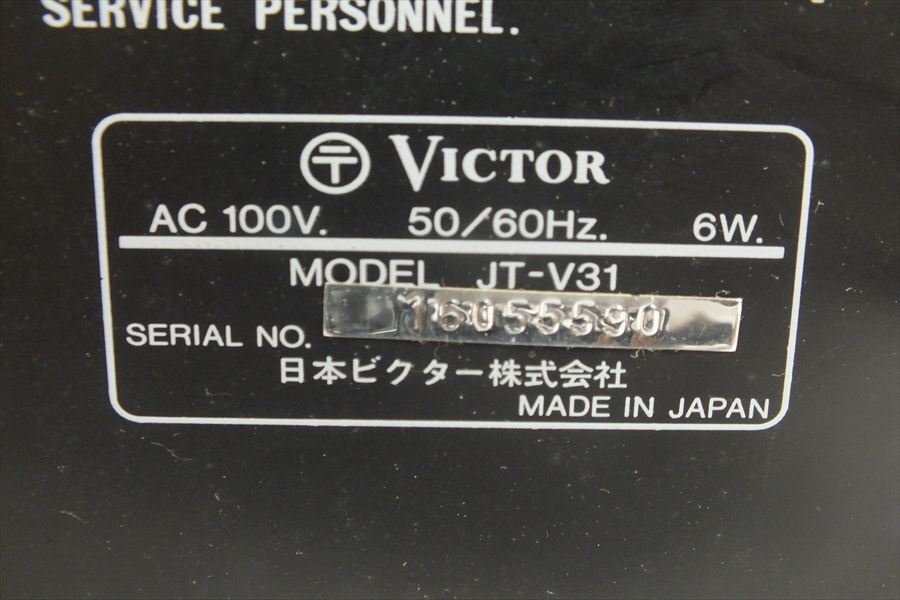 SERVICE PERSONNEL.
〒 VICTOR
AC 100V. 50/60Hz. 6W.
MODEL JT-V31
SERIAL NO. 16055590
日本ビクター株式会社
MADE IN JAPAN